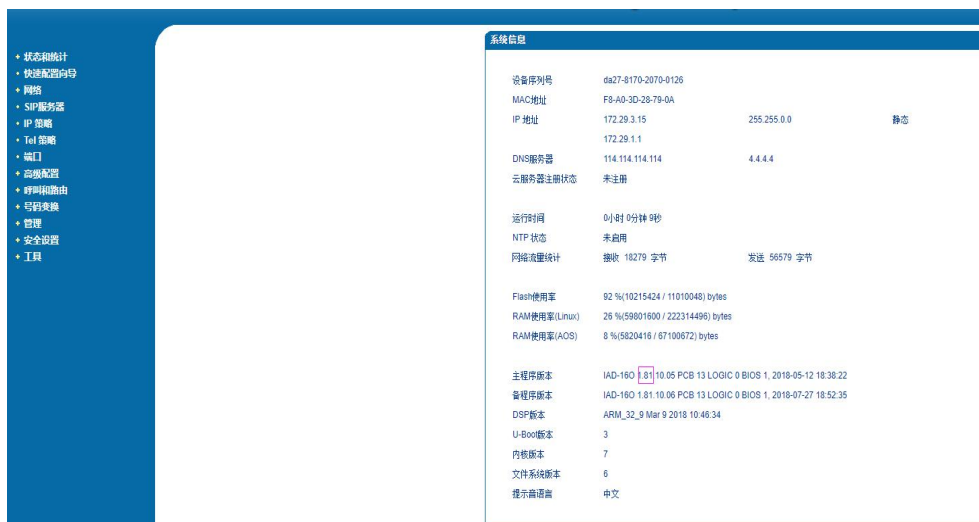 系统信息
+ 状态和统计
• 快速配置向导
+ 网络
• SIP服务器
• IP 策略
• Tel 策略
+ 端口
+ 高级配置
+ 呼叫和路由
+ 号码变换
+ 管理
+ 安全设置
+ 工具
设备序列号 da27-8170-2070-0126
MAC地址 F8-A0-3D-28-79-0A
IP 地址 172.29.3.15 255.255.0.0 静态
172.29.1.1
DNS服务器 114.114.114.114 4.4.4.4
云服务器注册状态 未注册
运行时间 0小时 0分钟 9秒
NTP 状态 未启用
网络流量统计 接收 18279 字节 发送 56579 字节
Flash使用率 92 %(10215424 / 11010048) bytes
RAM使用率(Linux) 26 %(59801600 / 222314496) bytes
RAM使用率(AOS) 8 %(5820416 / 67100672) bytes
主程序版本 IAD-16O 1.81.10.05 PCB 13 LOGIC 0 BIOS 1, 2018-05-12 18:38:22
备程序版本 IAD-16O 1.81.10.06 PCB 13 LOGIC 0 BIOS 1, 2018-07-27 18:52:35
DSP版本 ARM_32_9 Mar 9 2018 10:46:34
U-Boot版本 3
内核版本 7
文件系统版本 6
提示音语言 中文